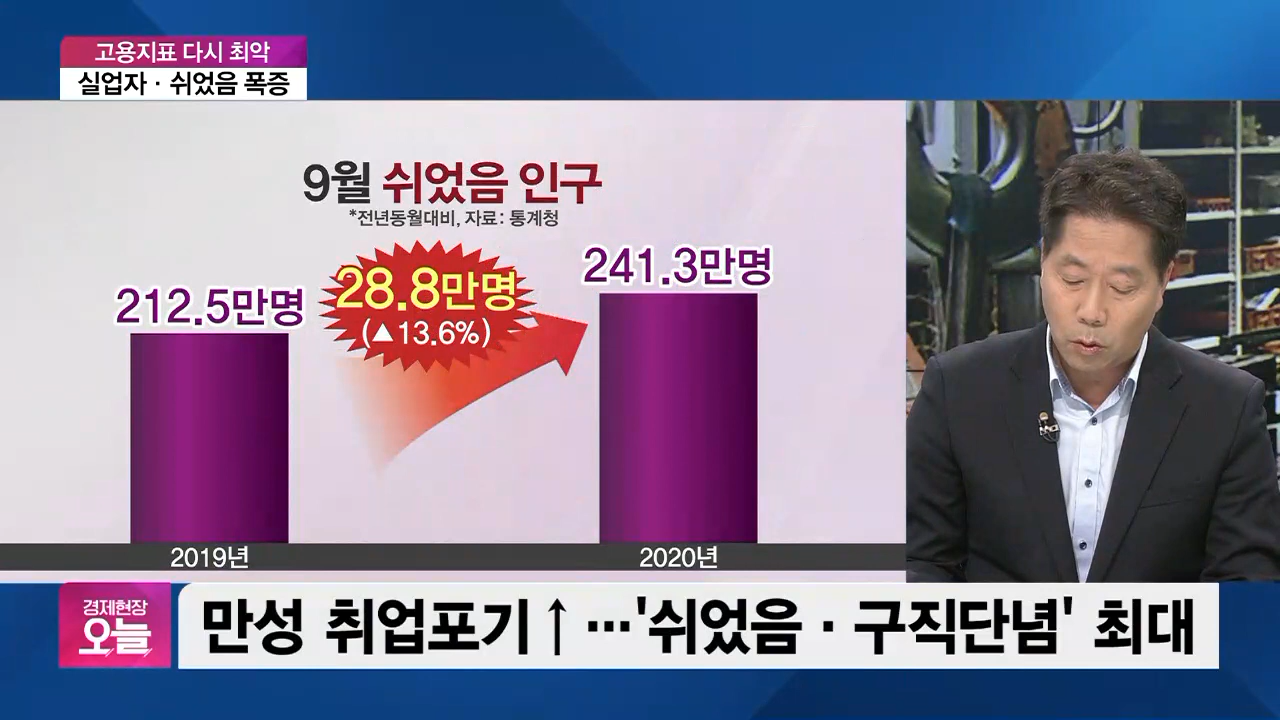 고용지표 다시 최악
실업자 · 쉬었음 폭증
9월 쉬었음 인구
*전년동월대비, 자료 : 통계청
212.5만명
28.8만명
(▲13.6%)
241.3만명
2019년
2020년
경제현장
오늘
만성 취업포기↑…'쉬었음 · 구직단념' 최대